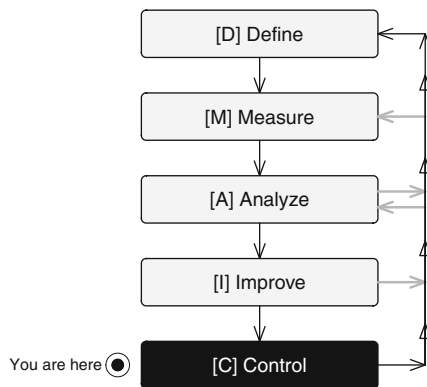 [D] Define
[M] Measure
[A] Analyze
[I] Improve
You are here
[C] Control